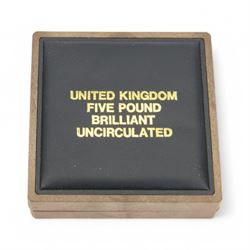 UNITED KINGDOM
FIVE POUND
BRILLIANT
UNCIRCULATED